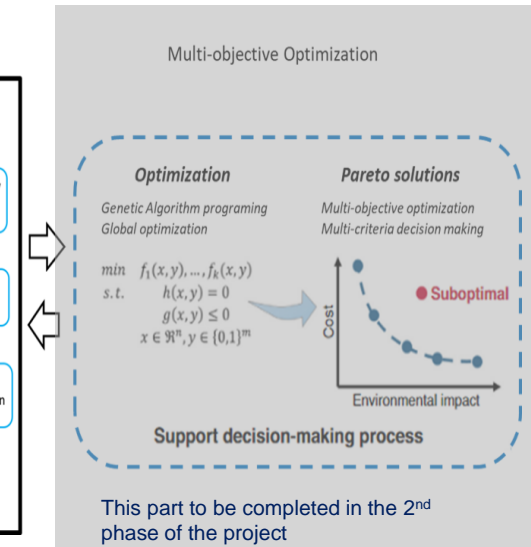 Multi-objective Optimization
Optimization
Genetic Algorithm programing
Global optimization
min f₁(x,y),…,fₖ(x,y)
s.t. h(x,y) = 0
g(x,y) ≤ 0
x ∈ ℜⁿ, y ∈ {0,1}ᵐ
Pareto solutions
Multi-objective optimization
Multi-criteria decision making
Suboptimal
Cost
Environmental impact
Support decision-making process
This part to be completed in the 2nd
phase of the project